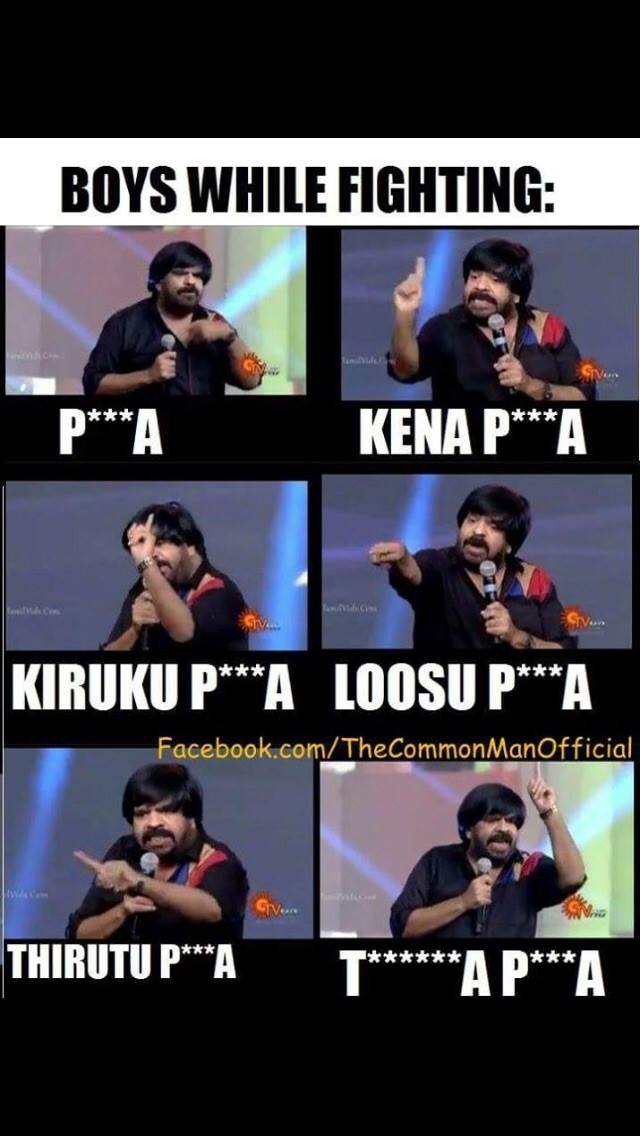 BOYS WHILE FIGHTING:
P***A
KENA P***A
KIRUKU P***A
LOOSU P***A
Facebook.com/TheCommonManOfficial
THIRUTU P***A
T******A P***A